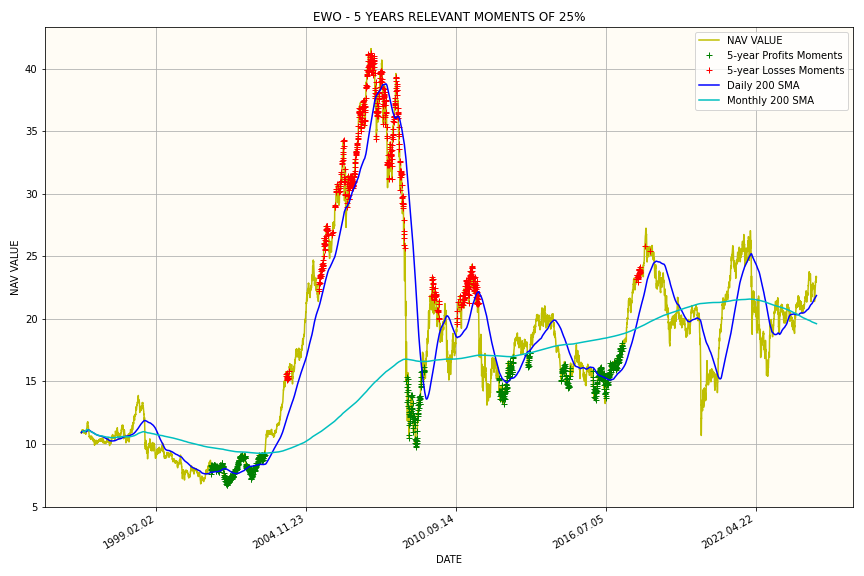 EWO - 5 YEARS RELEVANT MOMENTS OF 25%
NAV VALUE
5-year Profits Moments
5-year Losses Moments
Daily 200 SMA
Monthly 200 SMA
40
35
30
25
20
15
10
5
NAV VALUE
1999.02.02
2004.11.23
2010.09.14
2016.07.05
2022.04.22
DATE